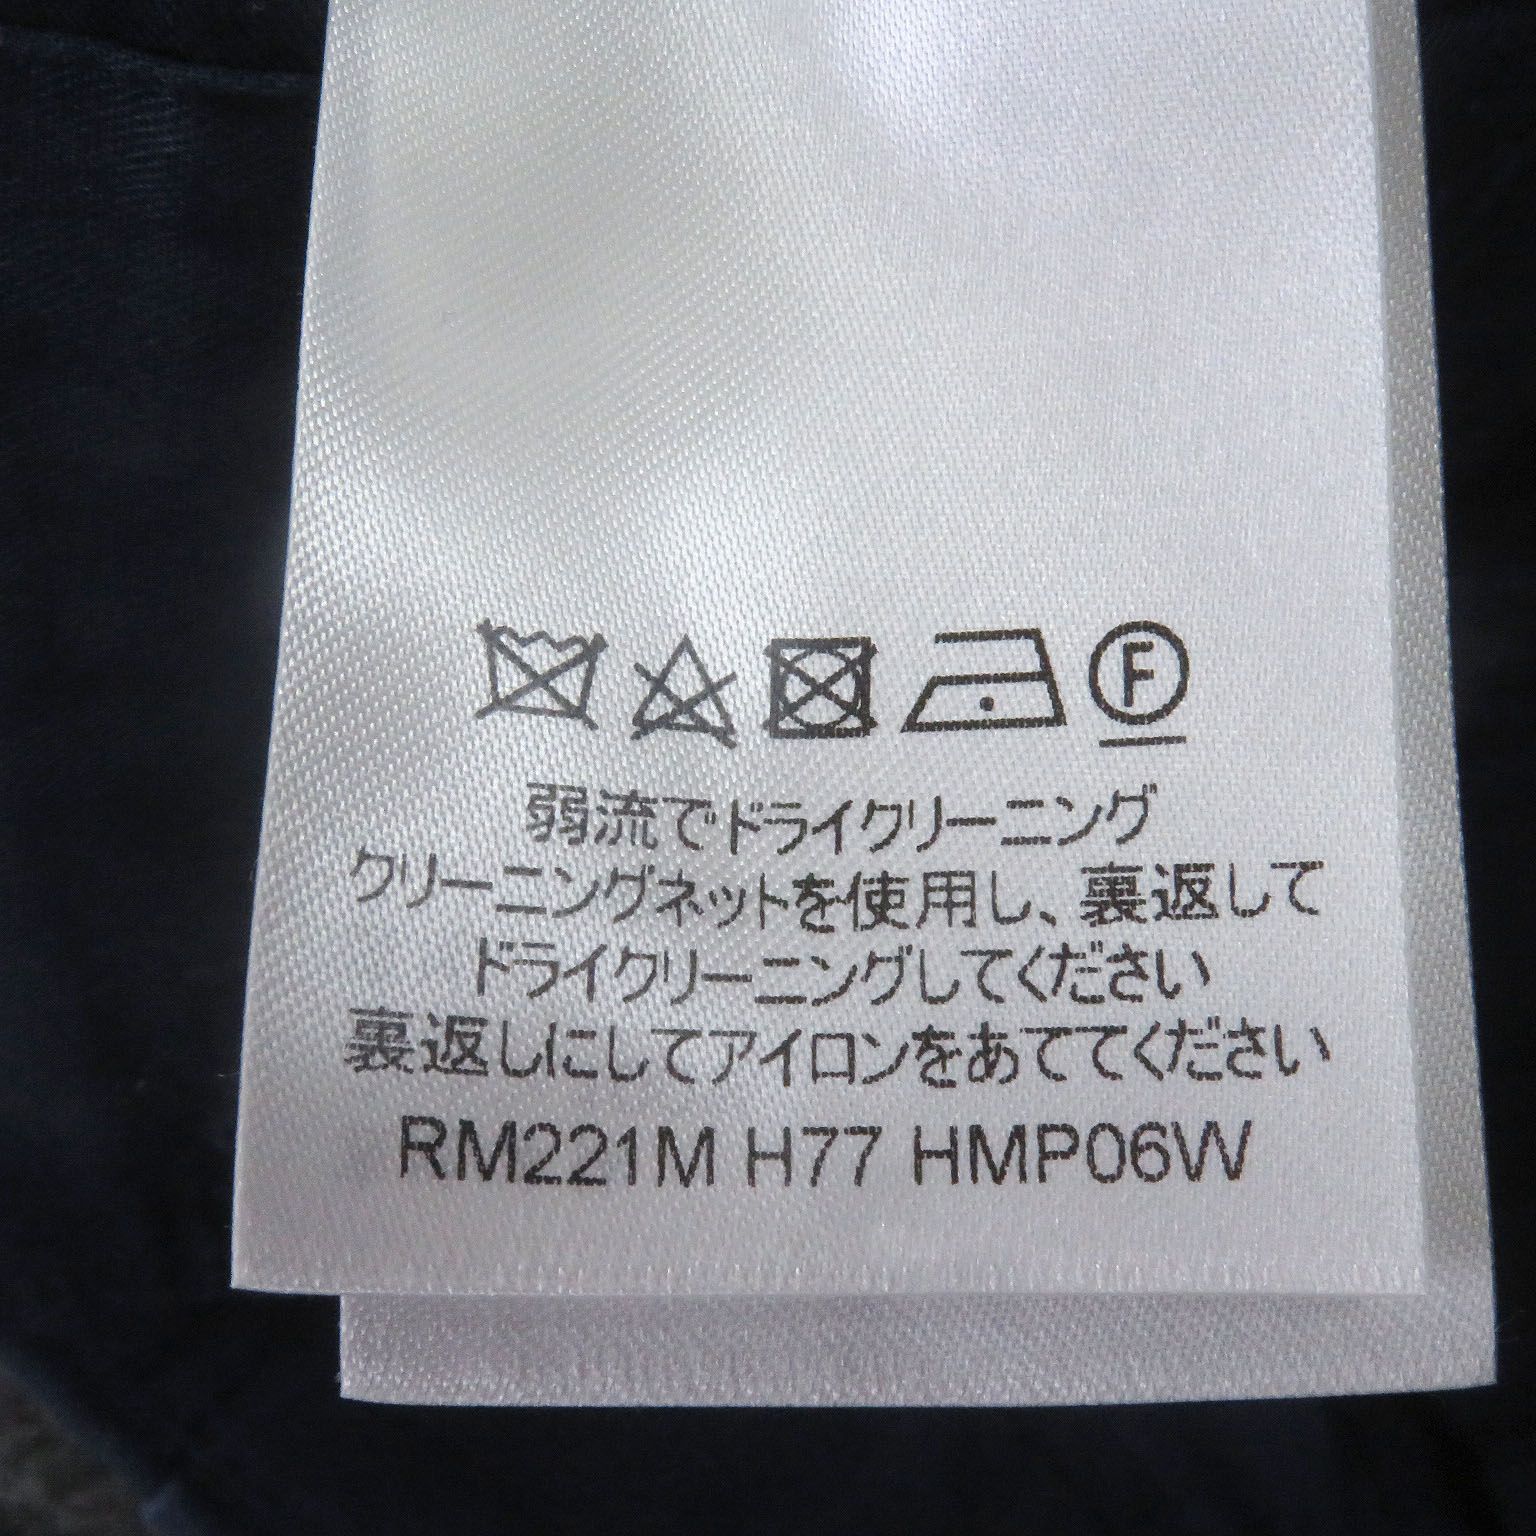 F
弱流でドライクリーニング
クリーニングネットを使用し、裏返して
ドライクリーニングしてください
裏返しにしてアイロンをあててください
RM221M H77 HMP06W